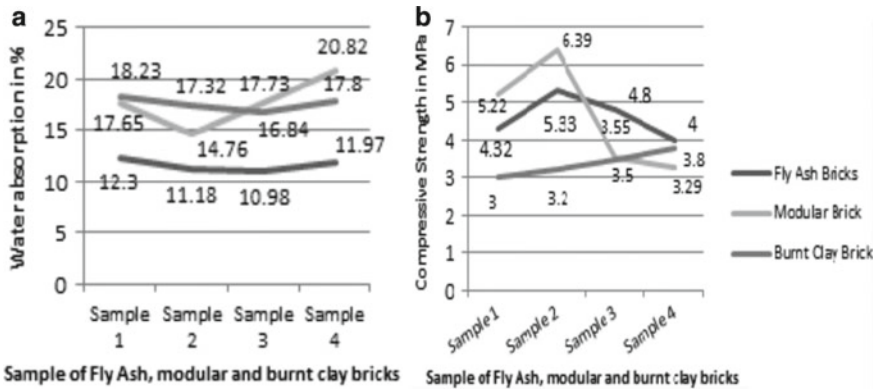 a
Water absorption in %
25
20
15
10
5
0
18.23
17.32
17.73
20.82
17.8
17.65
14.76
16.84
11.97
12.3
11.18
10.98
Sample 1
Sample 2
Sample 3
Sample 4
Sample of Fly Ash, modular and burnt clay bricks
b
Compressive Strength in MPa
7
6
5
4
3
2
1
0
6.39
5.22
4.8
4.32
5.33
3.55
4
3
3.2
3.5
3.8
3.29
Sample 1
Sample 2
Sample 3
Sample 4
Sample of Fly Ash, modular and burnt clay bricks
Fly Ash Bricks
Modular Brick
Burnt Clay Brick